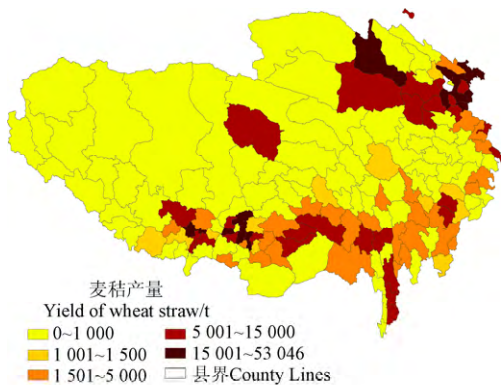 麦秸产量
Yield of wheat straw/t
0~1 000
5 001~15 000
1 001~1 500
15 001~53 046
1 501~5 000
县界County Lines